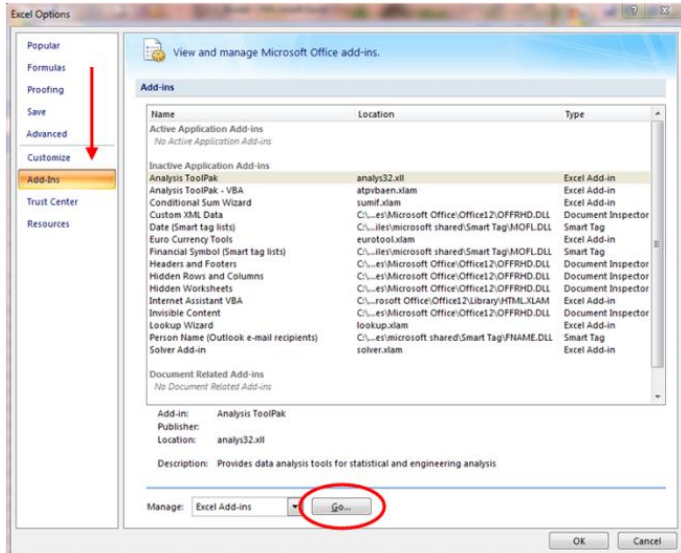 Excel Options
Popular
Formulas
Proofing
Save
Advanced
Customize
Add-Ins
Trust Center
Resources
View and manage Microsoft Office add-ins.
Add-ins
Name Location Type
Active Application Add-ins
No Active Application Add-ins
Inactive Application Add-ins
Analysis ToolPak analys32.xll Excel Add-in
Analysis ToolPak - VBA atpvbaen.xlam Excel Add-in
Conditional Sum Wizard sumif.xlam Excel Add-in
Custom XML Data C:\...es\Microsoft Office\Office12\OFFRHD.DLL Document Inspector
Date (Smart tag lists) C:\...iles\microsoft shared\Smart Tag\MOFL.DLL Smart Tag
Euro Currency Tools eurotool.xlam Excel Add-in
Financial Symbol (Smart tag lists) C:\...iles\microsoft shared\Smart Tag\MOFL.DLL Smart Tag
Headers and Footers C:\...es\Microsoft Office\Office12\OFFRHD.DLL Document Inspector
Hidden Rows and Columns C:\...es\Microsoft Office\Office12\OFFRHD.DLL Document Inspector
Hidden Worksheets C:\...es\Microsoft Office\Office12\OFFRHD.DLL Document Inspector
Internet Assistant VBA C:\...rosoft Office\Office12\Library\HTML.XLAM Excel Add-in
Invisible Content C:\...es\Microsoft Office\Office12\OFFRHD.DLL Document Inspector
Lookup Wizard lookup.xlam Excel Add-in
Person Name (Outlook e-mail recipients) C:\...es\microsoft shared\Smart Tag\FNAME.DLL Smart Tag
Solver Add-in solver.xlam Excel Add-in
Document Related Add-ins
No Document Related Add-ins
Add-in: Analysis ToolPak
Publisher:
Location: analys32.xll
Description: Provides data analysis tools for statistical and engineering analysis
Manage: Excel Add-ins Go...
OK Cancel